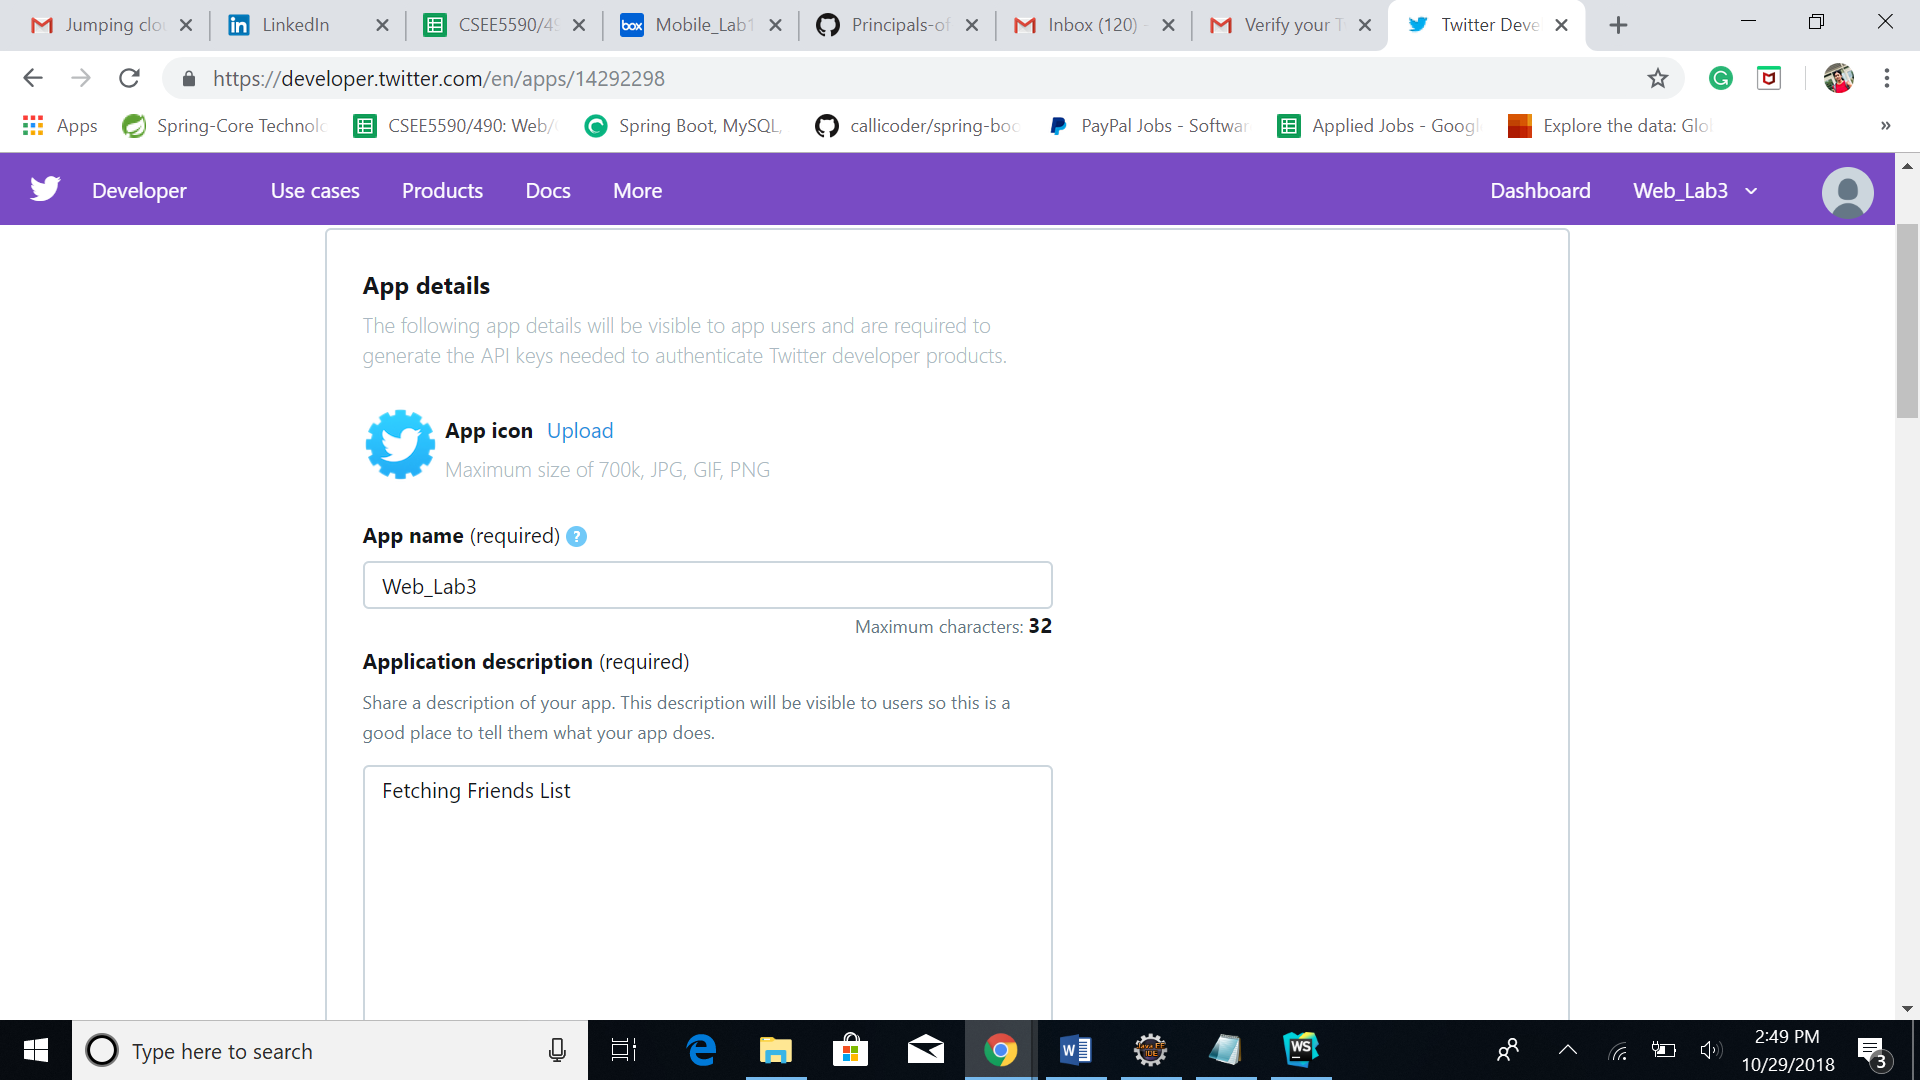 Jumping clo
LinkedIn
CSEE5590/49
Mobile_Lab1
Principals-of
Inbox (120) -
Verify your T
Twitter Deve
https://developer.twitter.com/en/apps/14292298
Apps
Spring-Core Technolo
CSEE5590/490: Web/
Spring Boot, MySQL,
callicoder/spring-boo
PayPal Jobs - Softwar
Applied Jobs - Googl
Explore the data: Glo
Developer
Use cases
Products
Docs
More
Dashboard
Web_Lab3
App details
The following app details will be visible to app users and are required to
generate the API keys needed to authenticate Twitter developer products.
App icon Upload
Maximum size of 700k, JPG, GIF, PNG
App name (required) ?
Web_Lab3
Maximum characters: 32
Application description (required)
Share a description of your app. This description will be visible to users so this is a
good place to tell them what your app does.
Fetching Friends List
Type here to search
2:49 PM
10/29/2018
3